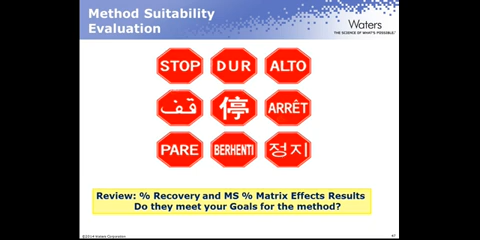 Method Suitability
Evaluation
Waters
THE SCIENCE OF WHAT'S POSSIBLE.
STOP DUR ALTO
قف 停 ARRÊT
PARE BERHENTI 정지
Review: % Recovery and MS % Matrix Effects Results
Do they meet your Goals for the method?
©2014 Waters Corporation